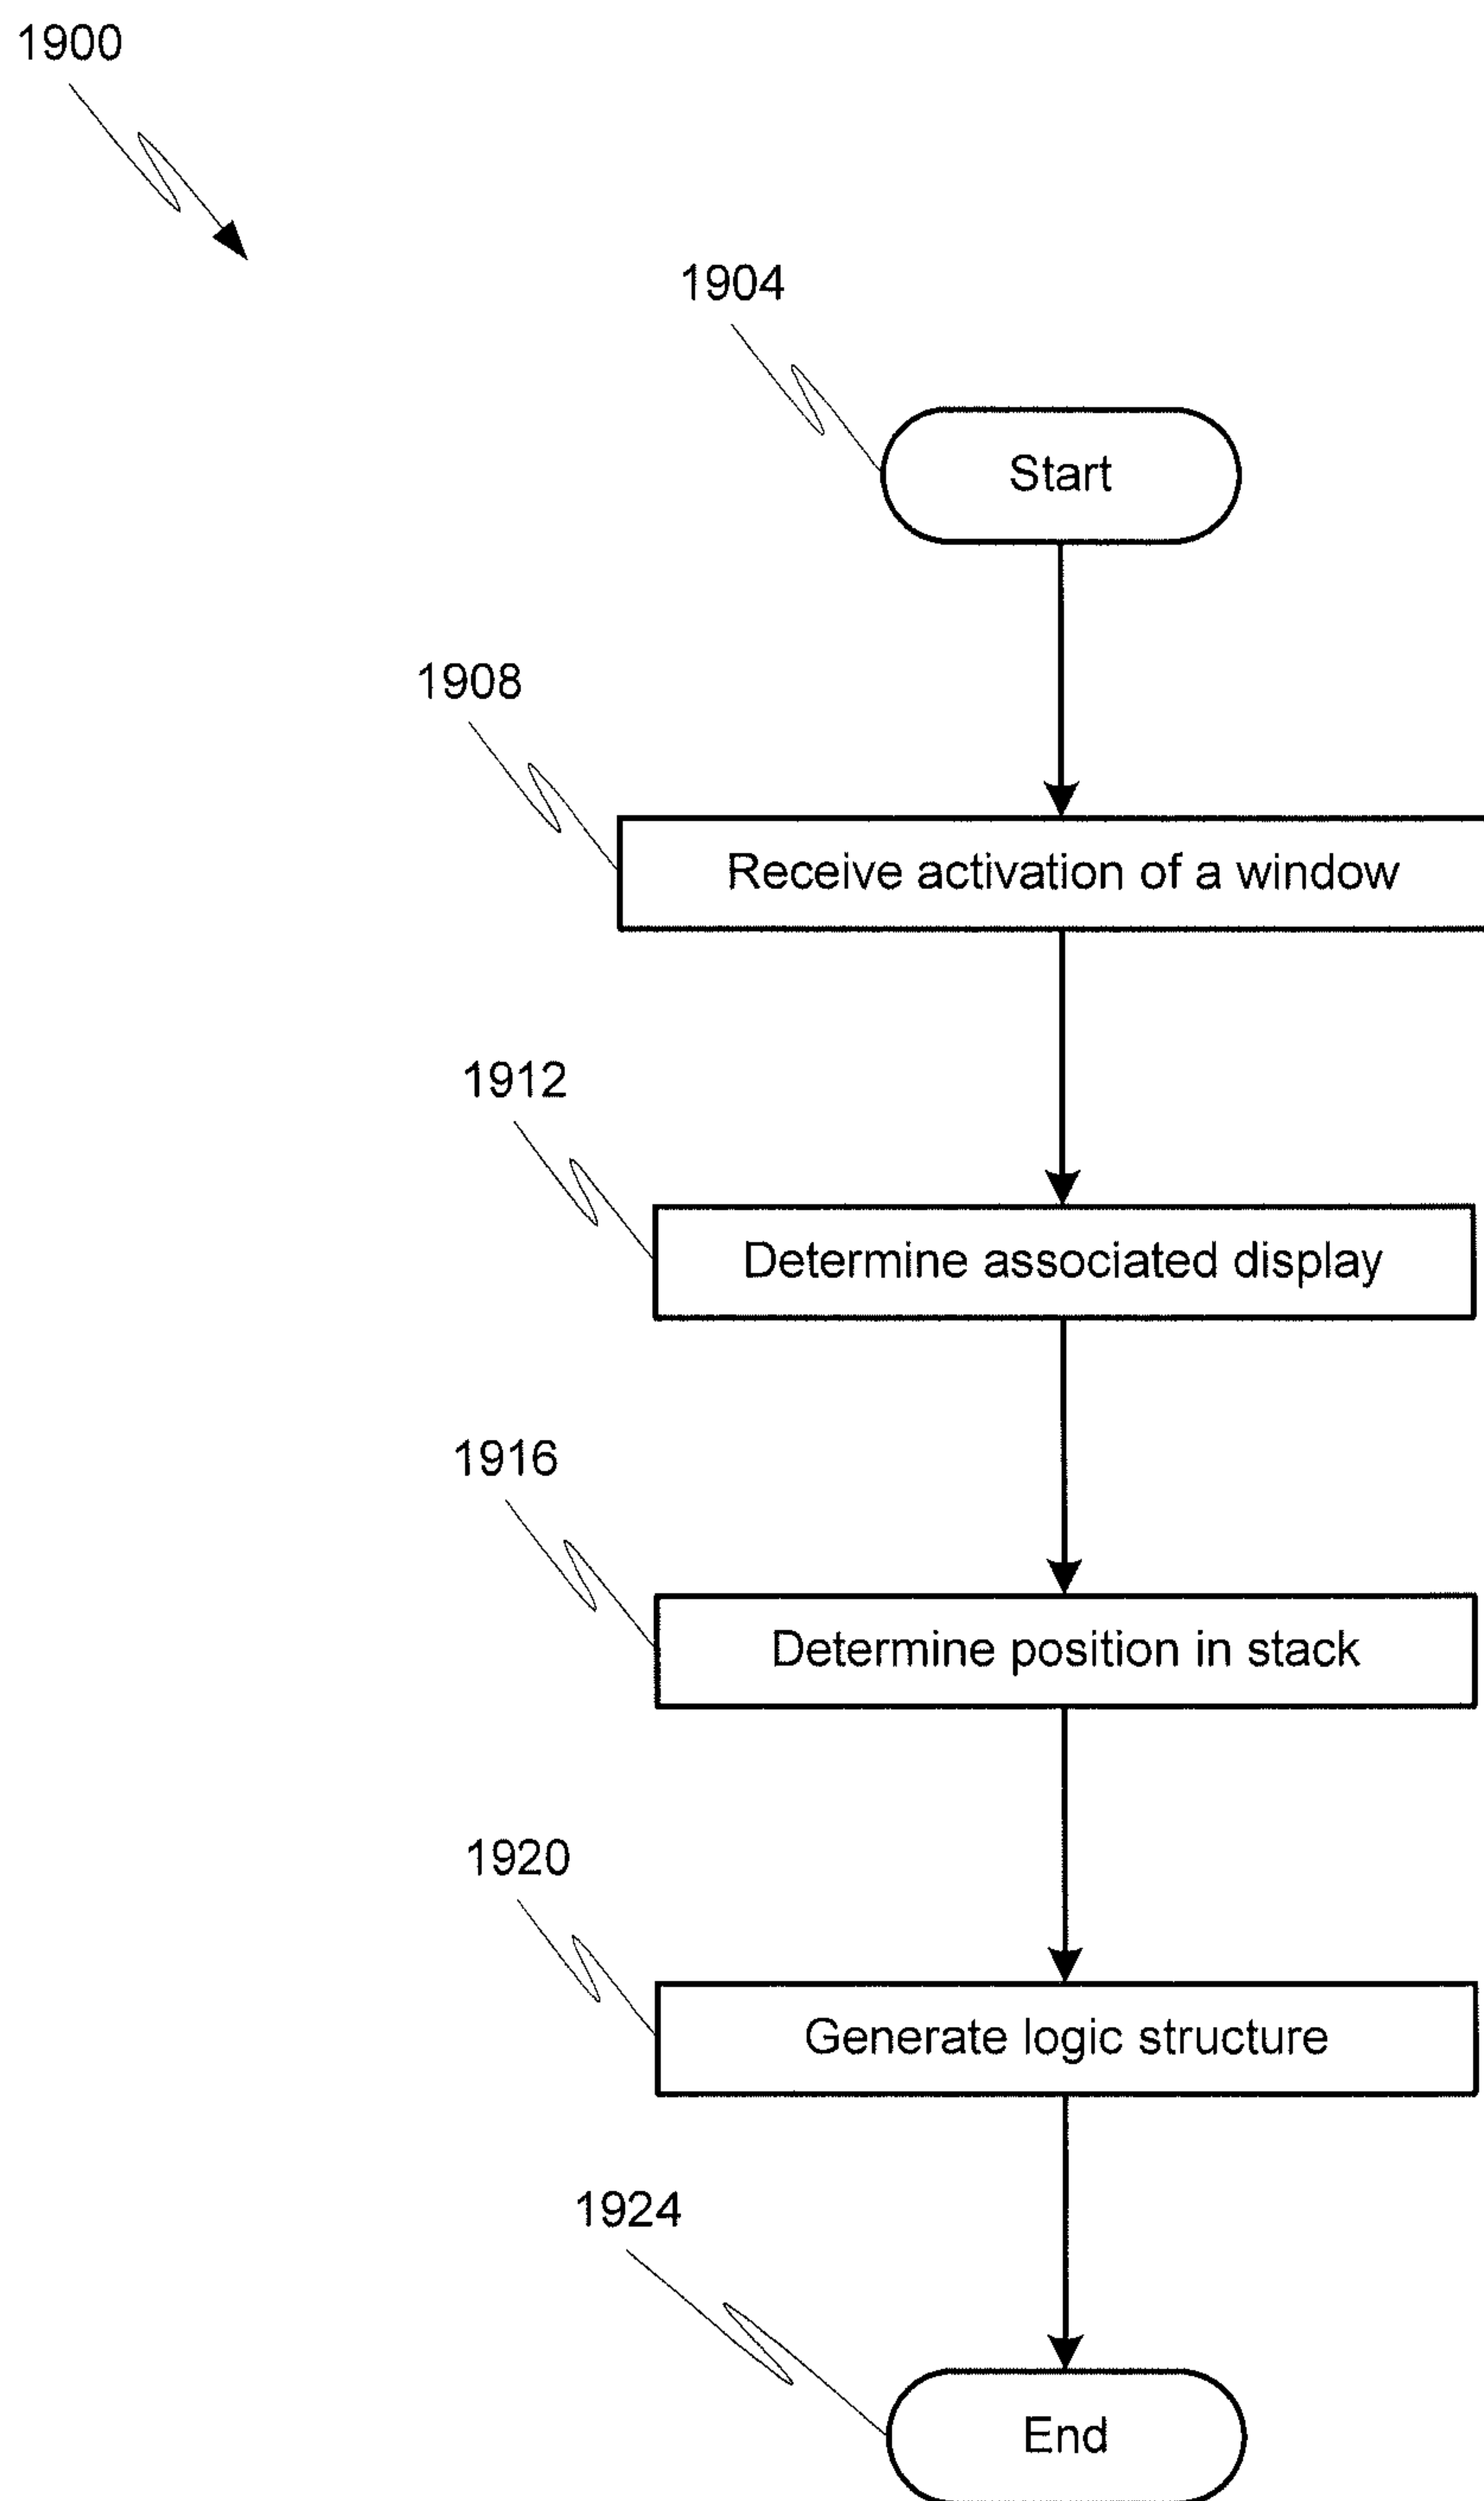 1900
1904
Start
1908
Receive activation of a window
1912
Determine associated display
1916
Determine position in stack
1920
Generate logic structure
1924
End